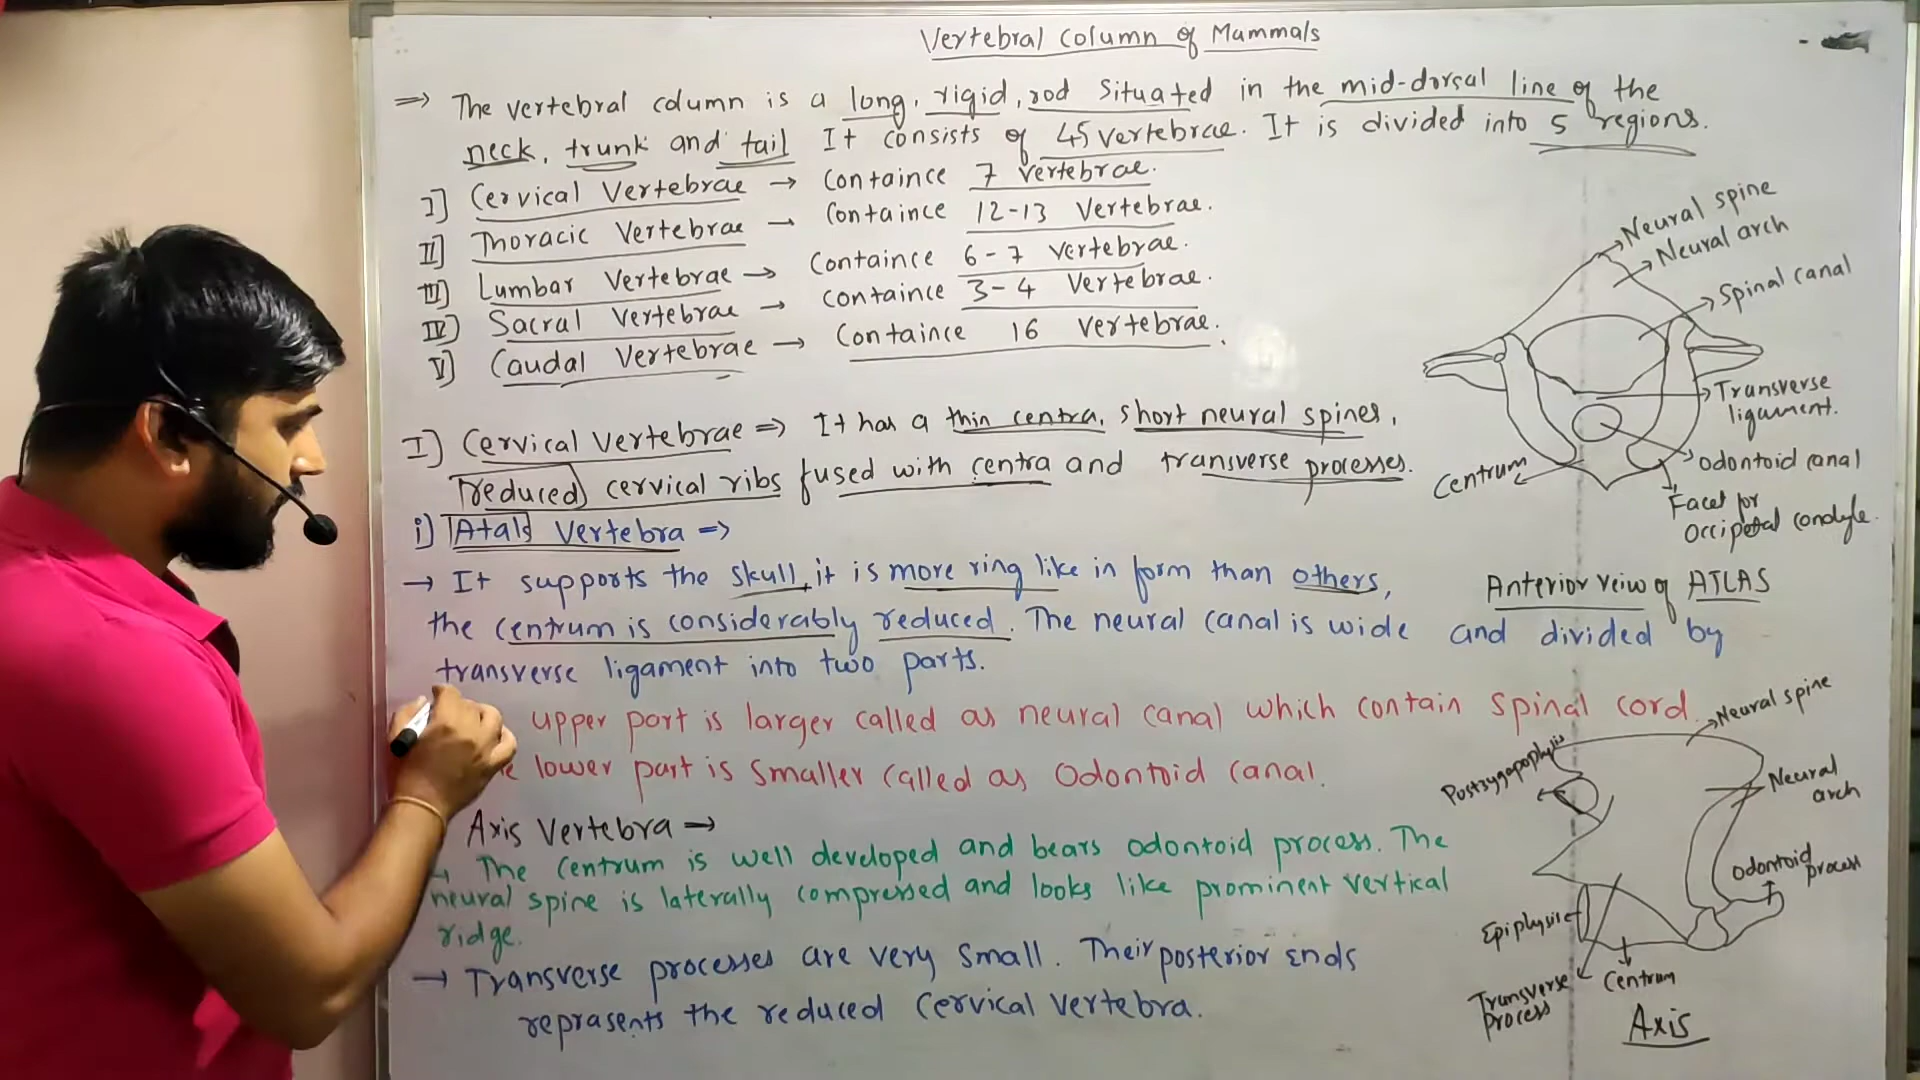 Vertebral Column of Mammals
⇒ The vertebral column is a long, rigid, rod situated in the mid-dorsal line of the
neck, trunk and tail It consists of 45 vertebrae. It is divided into 5 regions.
I] Cervical Vertebrae → Containce 7 vertebrae.
II] Thoracic Vertebrae → Containce 12-13 Vertebrae.
III] Lumbar Vertebrae → Containce 6-7 vertebrae.
IV] Sacral Vertebrae → Containce 3-4 Vertebrae.
V] Caudal Vertebrae → Containce 16 Vertebrae.
I] Cervical Vertebrae ⇒ It has a thin centra, short neural spines,
reduced cervical ribs fused with centra and transverse processes.
i) Atals Vertebra ⇒
→ It supports the skull, it is more ring like in form than others,
the centrum is considerably reduced. The neural canal is wide and divided by
transverse ligament into two parts.
upper part is larger called as neural canal which contain spinal cord.
lower part is smaller called as Odontoid canal.
Axis Vertebra →
→ The centrum is well developed and bears odontoid process. The
neural spine is laterally compressed and looks like prominent vertical
ridge.
→ Transverse processes are very small. Their posterior ends
reprasents the reduced cervical vertebra.
Neural spine
Neural arch
Spinal canal
Transverse
ligament.
Odontoid canal
Centrum
Facet for
Occipetal condyle.
Anterior veiw of ATLAS
Neural spine
Postzygapophysis
Neural
arch
Odontoid
process
Epiphysis
Centrum
Transverse
process
Axis